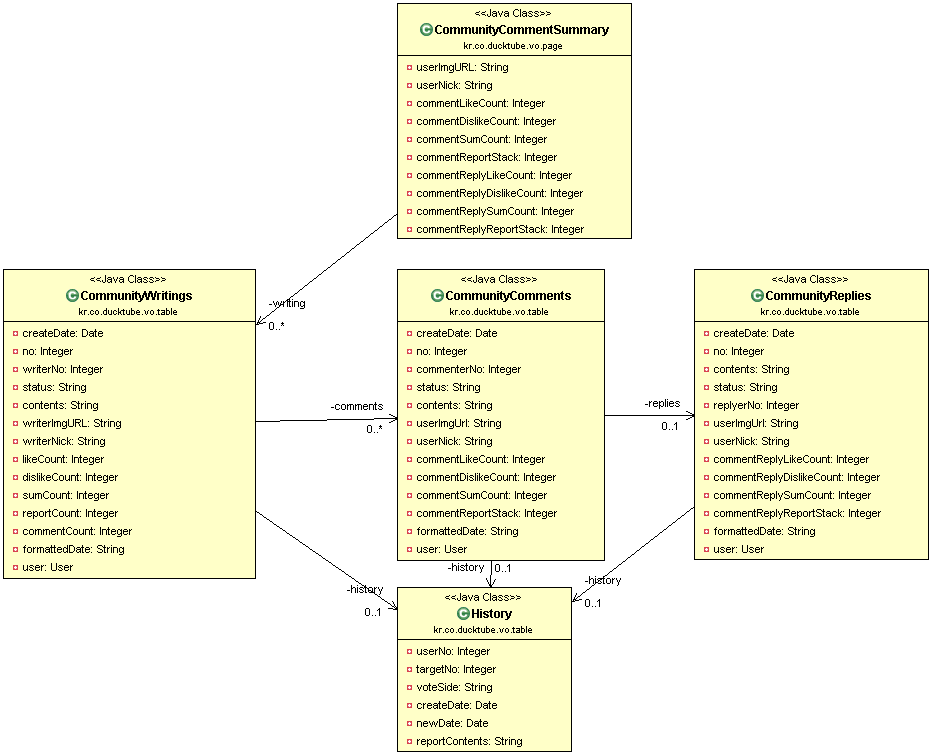 <<Java Class>>
CommunityCommentSummary
kr.co.ducktube.vo.page
userImgURL: String
userNick: String
commentLikeCount: Integer
commentDislikeCount: Integer
commentSumCount: Integer
commentReportStack: Integer
commentReplyLikeCount: Integer
commentReplyDislikeCount: Integer
commentReplySumCount: Integer
commentReplyReportStack: Integer
-writing
0..*
<<Java Class>>
CommunityWritings
kr.co.ducktube.vo.table
createDate: Date
no: Integer
writerNo: Integer
status: String
contents: String
writerImgURL: String
writerNick: String
likeCount: Integer
dislikeCount: Integer
sumCount: Integer
reportCount: Integer
commentCount: Integer
formattedDate: String
user: User
-comments
0..*
<<Java Class>>
CommunityComments
kr.co.ducktube.vo.table
createDate: Date
no: Integer
commenterNo: Integer
status: String
contents: String
userImgUrl: String
userNick: String
commentLikeCount: Integer
commentDislikeCount: Integer
commentSumCount: Integer
commentReportStack: Integer
formattedDate: String
user: User
-replies
0..1
<<Java Class>>
CommunityReplies
kr.co.ducktube.vo.table
createDate: Date
no: Integer
contents: String
status: String
replyerNo: Integer
userImgUrl: String
userNick: String
commentReplyLikeCount: Integer
commentReplyDislikeCount: Integer
commentReplySumCount: Integer
commentReplyReportStack: Integer
formattedDate: String
user: User
-history
0..1
-history
0..1
-history
0..1
<<Java Class>>
History
kr.co.ducktube.vo.table
userNo: Integer
targetNo: Integer
voteSide: String
createDate: Date
newDate: Date
reportContents: String